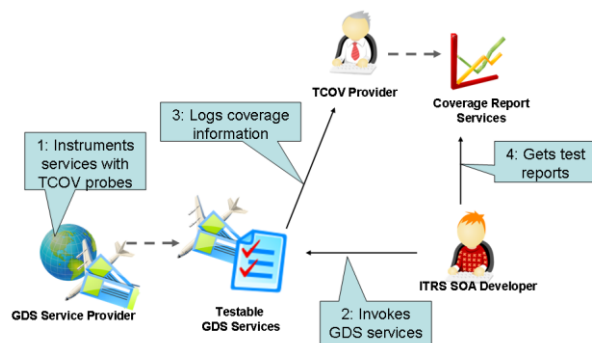 TCOV Provider
Coverage Report
Services
3: Logs coverage
information
1: Instruments
services with
TCOV probes
4: Gets test
reports
GDS Service Provider
Testable
GDS Services
2: Invokes
GDS services
ITRS SOA Developer